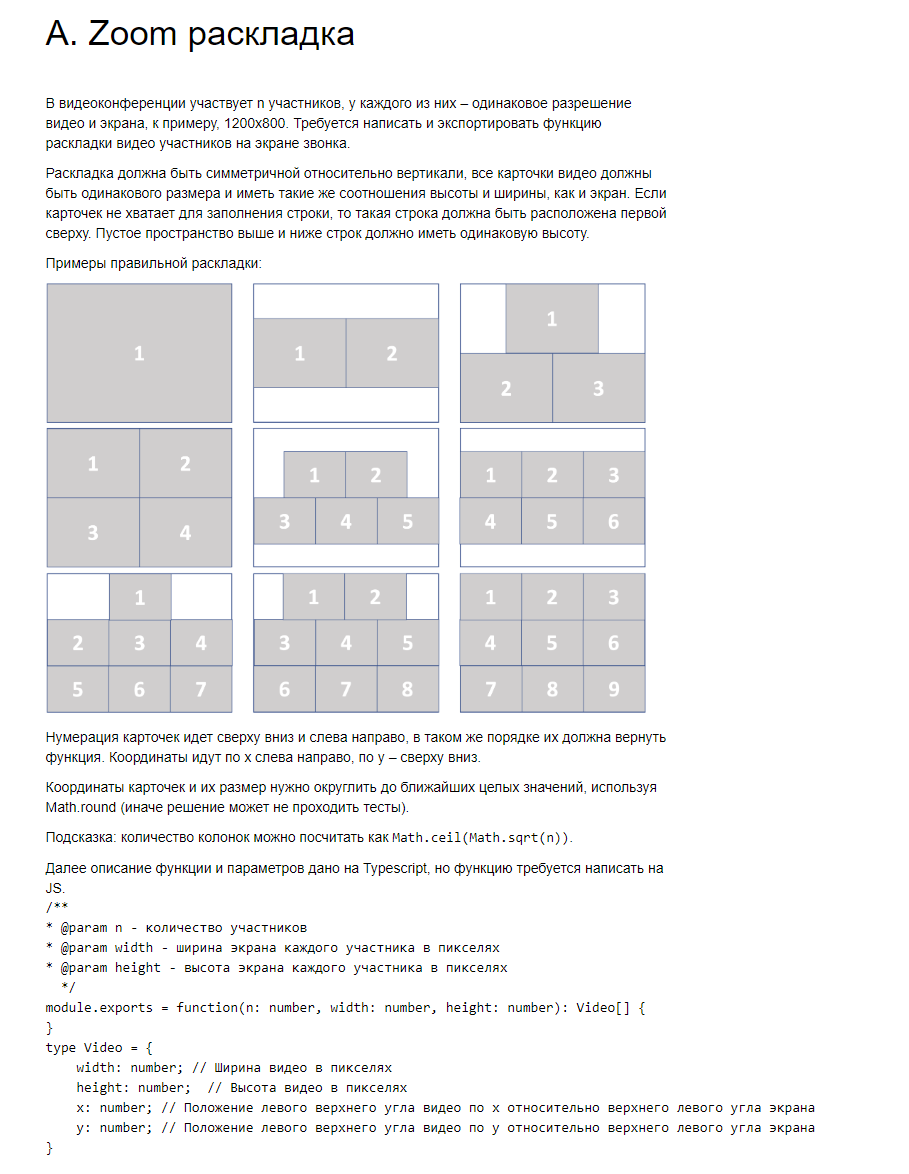 A. Zoom раскладка
В видеоконференции участвует n участников, у каждого из них – одинаковое разрешение
видео и экрана, к примеру, 1200x800. Требуется написать и экспортировать функцию
раскладки видео участников на экране звонка.
Раскладка должна быть симметричной относительно вертикали, все карточки видео должны
быть одинакового размера и иметь такие же соотношения высоты и ширины, как и экран. Если
карточек не хватает для заполнения строки, то такая строка должна быть расположена первой
сверху. Пустое пространство выше и ниже строк должно иметь одинаковую высоту.
Примеры правильной раскладки:
1
1 2
1
2 3
1 2
3 4
1 2
3 4 5
1 2 3
4 5 6
1
2 3 4
5 6 7
1 2
3 4 5
6 7 8
1 2 3
4 5 6
7 8 9
Нумерация карточек идет сверху вниз и слева направо, в таком же порядке их должна вернуть
функция. Координаты идут по x слева направо, по y – сверху вниз.
Координаты карточек и их размер нужно округлить до ближайших целых значений, используя
Math.round (иначе решение может не проходить тесты).
Подсказка: количество колонок можно посчитать как Math.ceil(Math.sqrt(n)).
Далее описание функции и параметров дано на Typescript, но функцию требуется написать на
JS.
/**
* @param n - количество участников
* @param width - ширина экрана каждого участника в пикселях
* @param height - высота экрана каждого участника в пикселях
*/
module.exports = function(n: number, width: number, height: number): Video[] {
}
type Video = {
width: number; // Ширина видео в пикселях
height: number; // Высота видео в пикселях
x: number; // Положение левого верхнего угла видео по x относительно верхнего левого угла экрана
y: number; // Положение левого верхнего угла видео по y относительно верхнего левого угла экрана
}